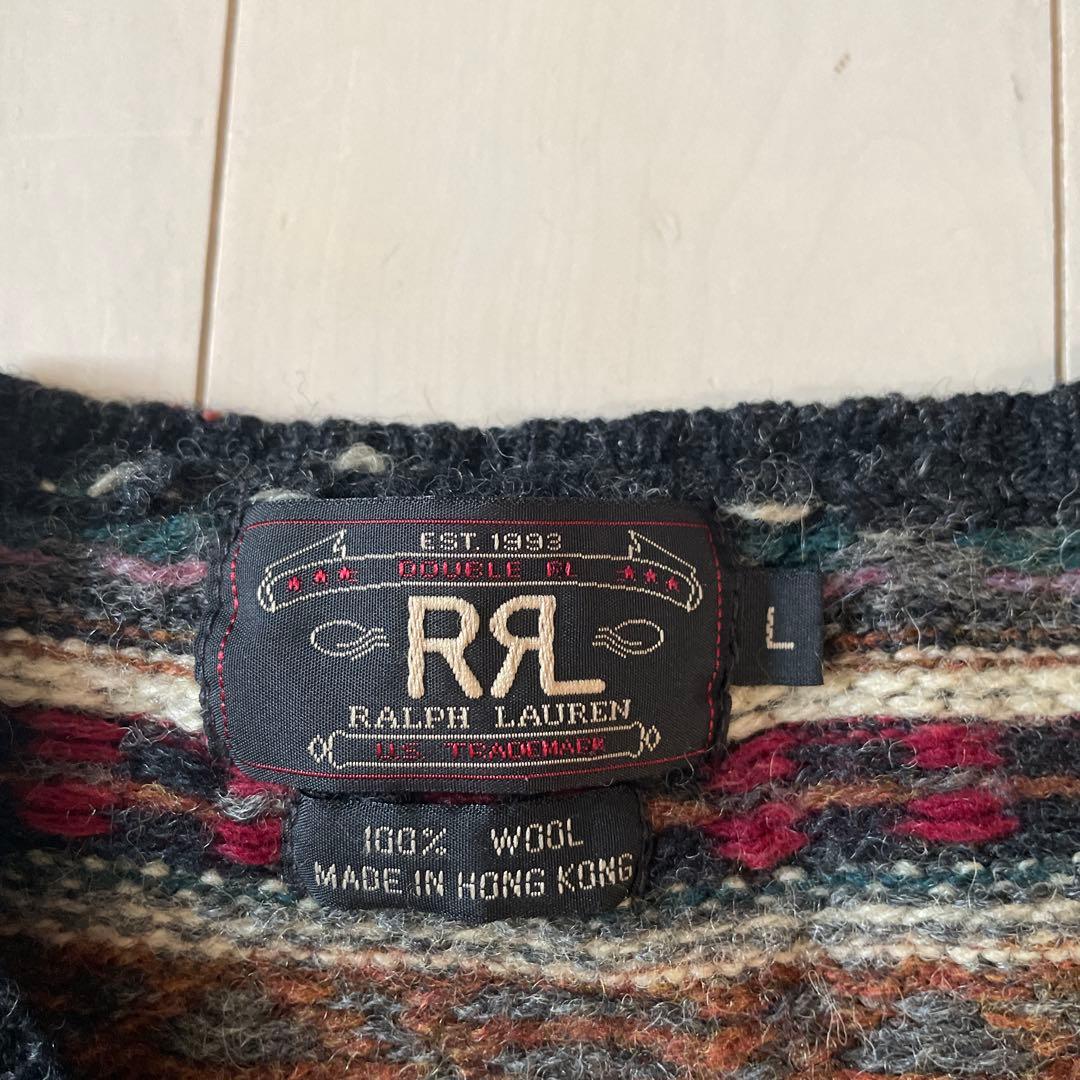 EST. 1993
DOUBLE RL
RRL
RALPH LAUREN
U.S. TRADEMARK
L
100% WOOL
MADE IN HONG KONG